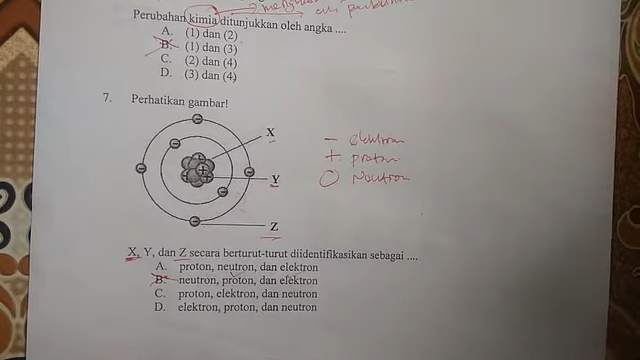 Perubahan kimia ditunjukkan oleh angka ....
A. (1) dan (2)
B. (1) dan (3)
C. (2) dan (4)
D. (3) dan (4)
7. Perhatikan gambar!
X
Y
Z
− elektron
+ proton
O Neutron
X, Y, dan Z secara berturut-turut diidentifikasikan sebagai ....
A. proton, neutron, dan elektron
B. neutron, proton, dan elektron
C. proton, elektron, dan neutron
D. elektron, proton, dan neutron